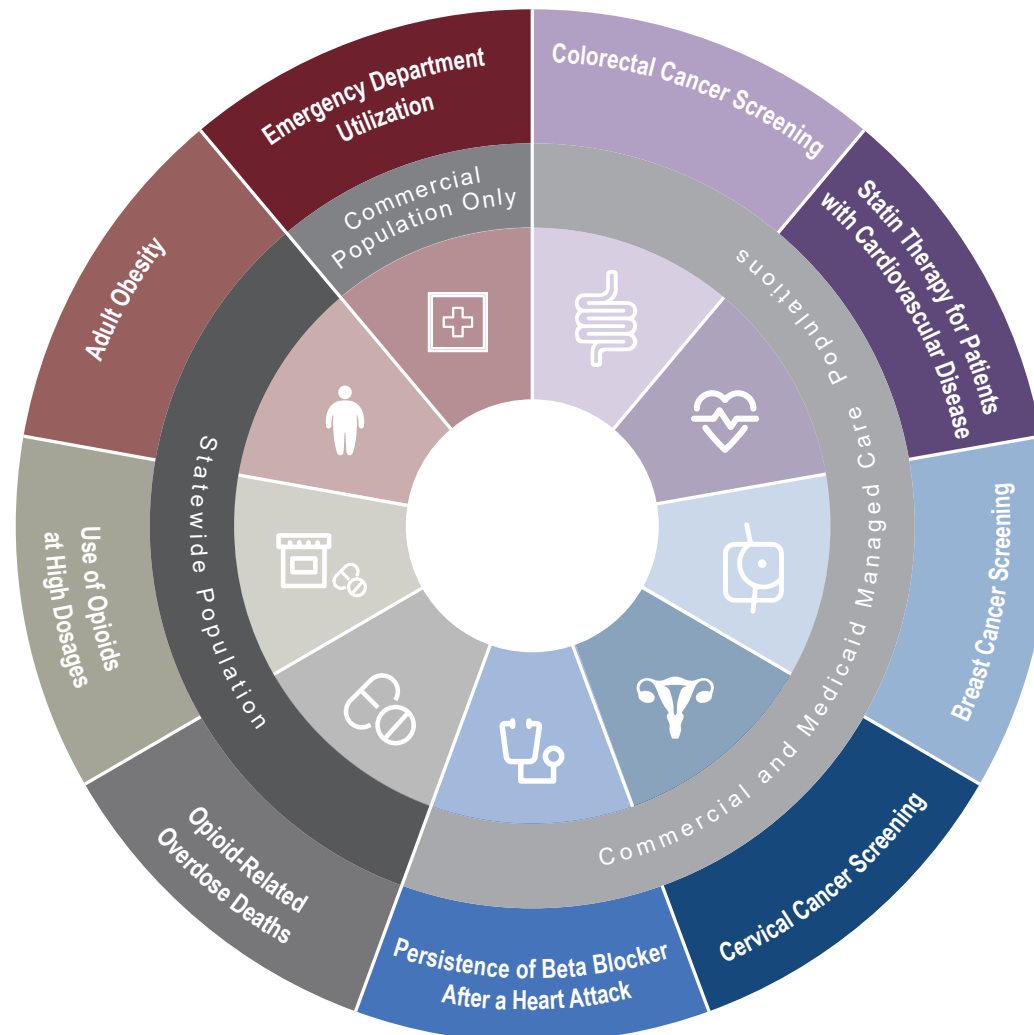 Emergency Department
Utilization
Colorectal Cancer Screening
Statin Therapy for Patients
with Cardiovascular Disease
Breast Cancer Screening
Cervical Cancer Screening
Persistence of Beta Blocker
After a Heart Attack
Opioid-Related
Overdose Deaths
Use of Opioids
at High Dosages
Adult Obesity
Commercial
Population Only
Commercial and Medicaid Managed Care Populations
Statewide Population